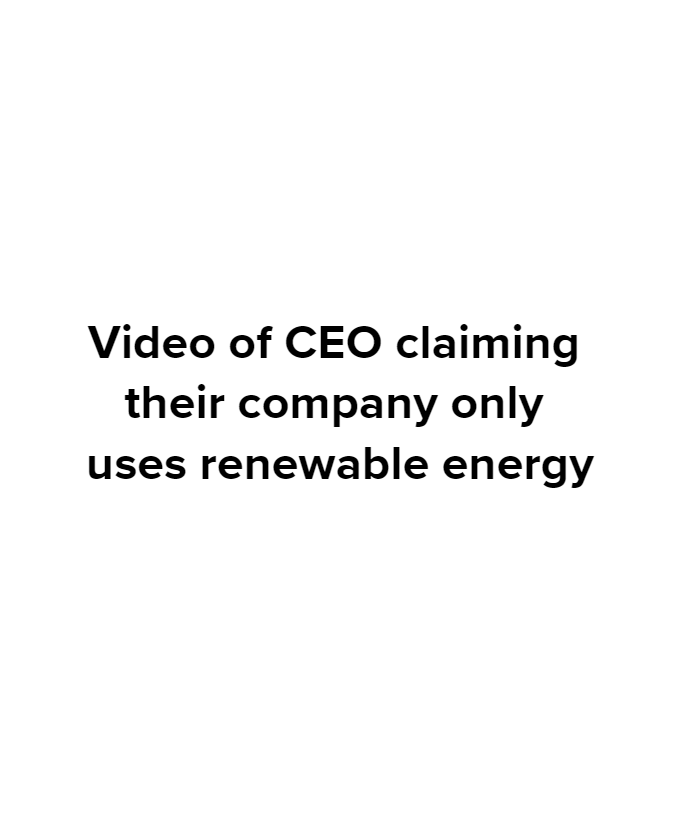 Video of CEO claiming
their company only
uses renewable energy